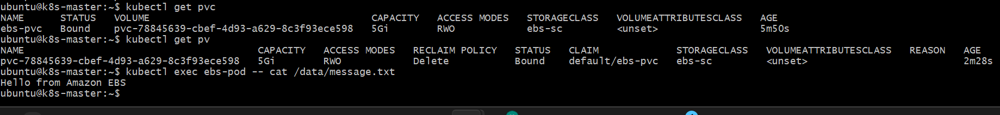 ubuntu@k8s-master:~$ kubectl get pvc
NAME      STATUS   VOLUME                                     CAPACITY   ACCESS MODES   STORAGECLASS   VOLUMEATTRIBUTESCLASS   AGE
ebs-pvc   Bound    pvc-78845639-cbef-4d93-a629-8c3f93ece598   5Gi        RWO            ebs-sc         <unset>                 5m50s
ubuntu@k8s-master:~$ kubectl get pv
NAME                                       CAPACITY   ACCESS MODES   RECLAIM POLICY   STATUS   CLAIM             STORAGECLASS   VOLUMEATTRIBUTESCLASS   REASON   AGE
pvc-78845639-cbef-4d93-a629-8c3f93ece598   5Gi        RWO            Delete           Bound    default/ebs-pvc   ebs-sc         <unset>                          2m28s
ubuntu@k8s-master:~$ kubectl exec ebs-pod -- cat /data/message.txt
Hello from Amazon EBS
ubuntu@k8s-master:~$